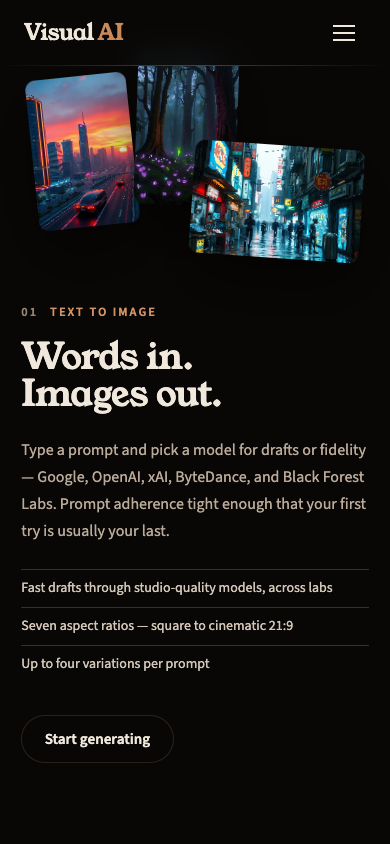 Visual AI
01 TEXT TO IMAGE
Words in.
Images out.
Type a prompt and pick a model for drafts or fidelity
— Google, OpenAI, xAI, ByteDance, and Black Forest
Labs. Prompt adherence tight enough that your first
try is usually your last.
Fast drafts through studio-quality models, across labs
Seven aspect ratios — square to cinematic 21:9
Up to four variations per prompt
Start generating